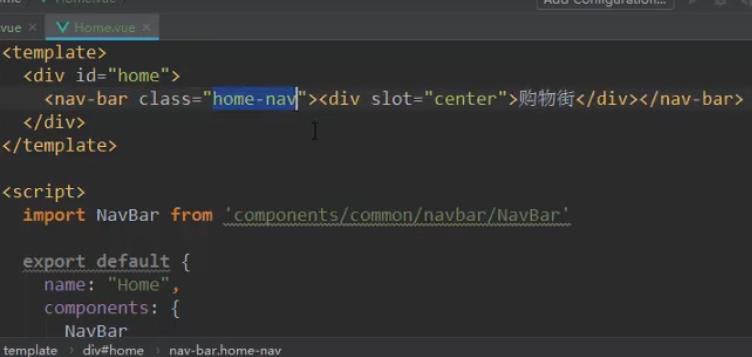 Home.vue
Add Configuration...
vue × Home.vue ×
<template>
  <div id="home">
    <nav-bar class="home-nav"><div slot="center">购物街</div></nav-bar>
  </div>
</template>

<script>
  import NavBar from 'components/common/navbar/NavBar'

  export default {
    name: "Home",
    components: {
      NavBar
template › div#home › nav-bar.home-nav